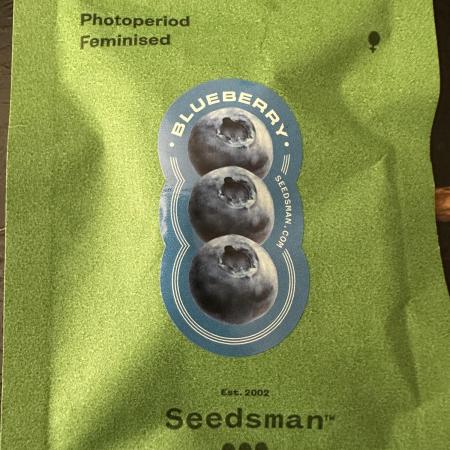 Photoperiod
Feminised
• BLUEBERRY •
SEEDSMAN.COM
Est. 2002
Seedsman™